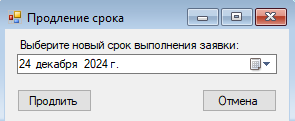 Продление срока
Выберите новый срок выполнения заявки:
24 декабря 2024 г.
Продлить Отмена